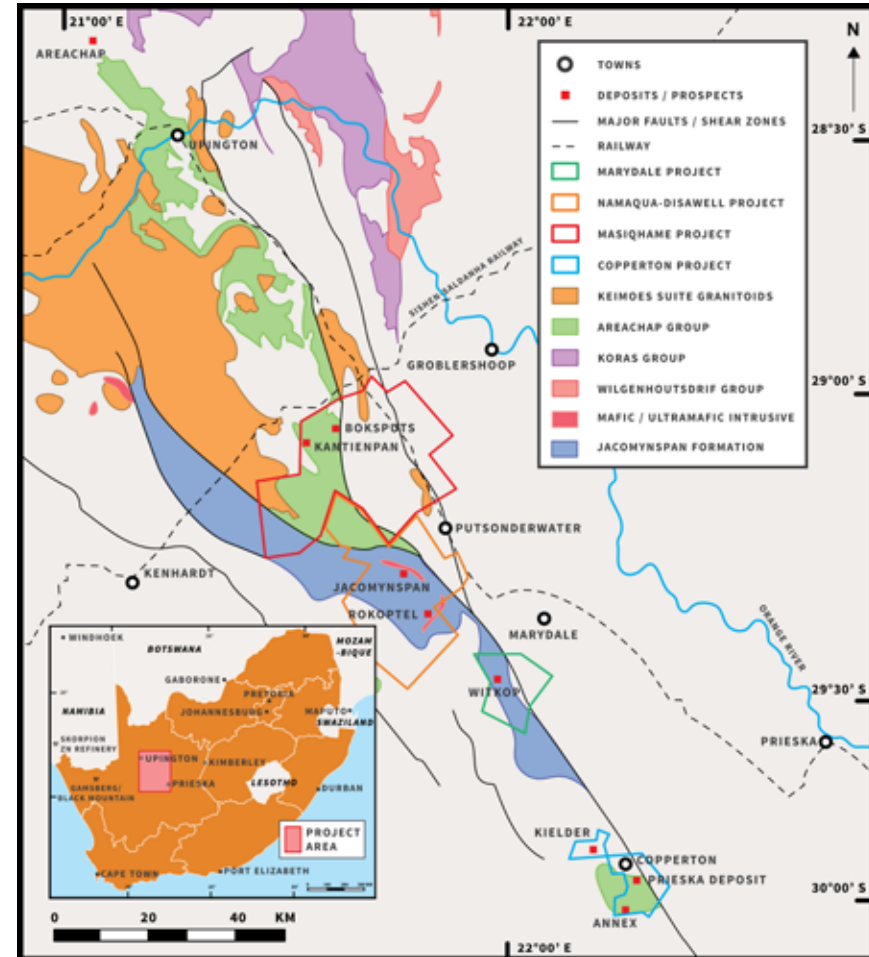 21°00' E
22°00' E
N
AREACHAP
UPINGTON
28°30' S
TOWNS
DEPOSITS / PROSPECTS
MAJOR FAULTS / SHEAR ZONES
RAILWAY
MARYDALE PROJECT
NAMAQUA-DISAWELL PROJECT
MASIQHAME PROJECT
COPPERTON PROJECT
KEIMOES SUITE GRANITOIDS
AREACHAP GROUP
KORAS GROUP
WILGENHOUTSDRIF GROUP
MAFIC / ULTRAMAFIC INTRUSIVE
JACOMYNSPAN FORMATION
SISHEN SALDANHA RAILWAY
GROBLERSHOOP
29°00' S
BOKSPUTS
KANTIENPAN
PUTSONDERWATER
KENHARDT
JACOMYNSPAN
ROKOPTEL
MARYDALE
ORANGE RIVER
WITKOP
29°30' S
PRIESKA
KIELDER
COPPERTON
PRIESKA DEPOSIT
30°00' S
ANNEX
22°00' E
WINDHOEK
BOTSWANA
MOZAM
-BIQUE
GABORONE
PRETORIA
NAMIBIA
JOHANNESBURG
MAPUTO
SWAZILAND
SKORPION
ZN REFINERY
UPINGTON
KIMBERLEY
LESOTHO
GAMSBERG/
BLACK MOUNTAIN
PRIESKA
DURBAN
PROJECT
AREA
CAPE TOWN
PORT ELIZABETH
0 20 40 KM